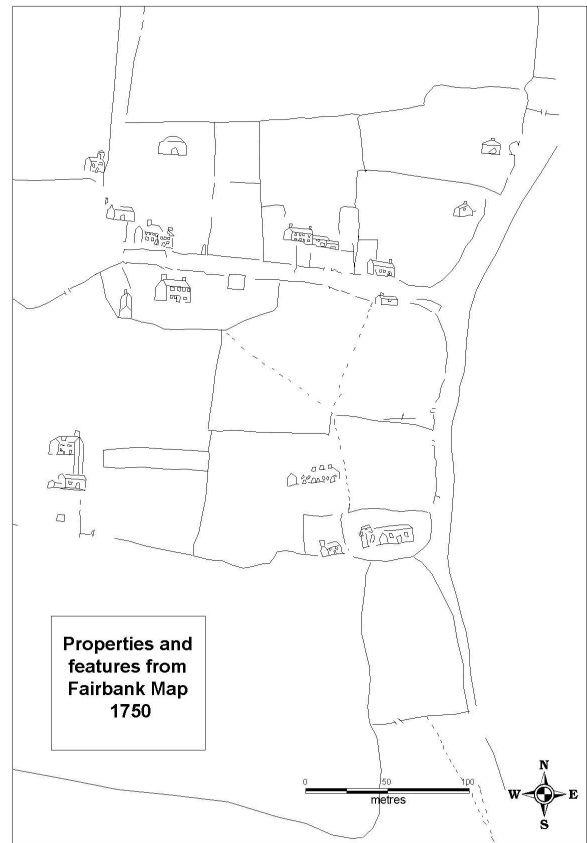 Properties and
features from
Fairbank Map
1750
0 50 100
metres
N
W E
S